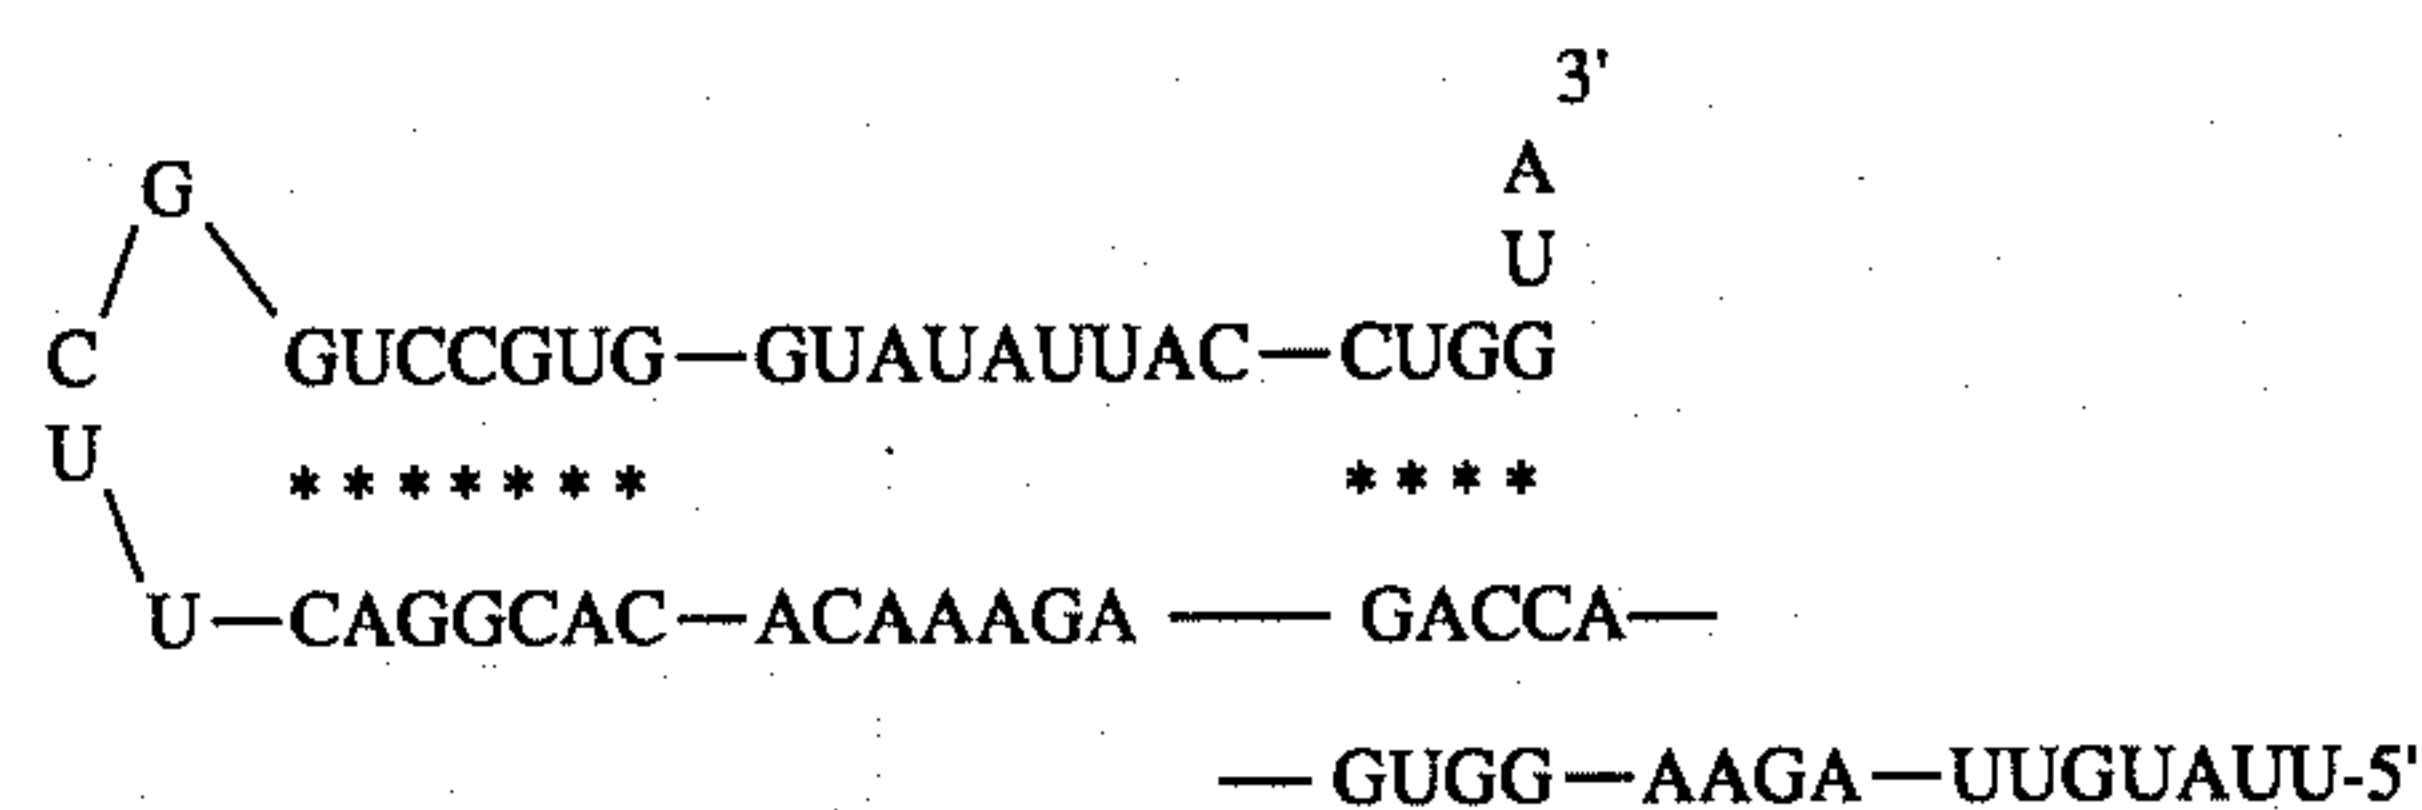 3'
A
G
U
C GUCCGUG—GUAUAUUAC—CUGG
U
******* ****
U—CAGGCAC—ACAAAGA — GACCA—
—GUGG—AAGA—UUGUAUU-5'